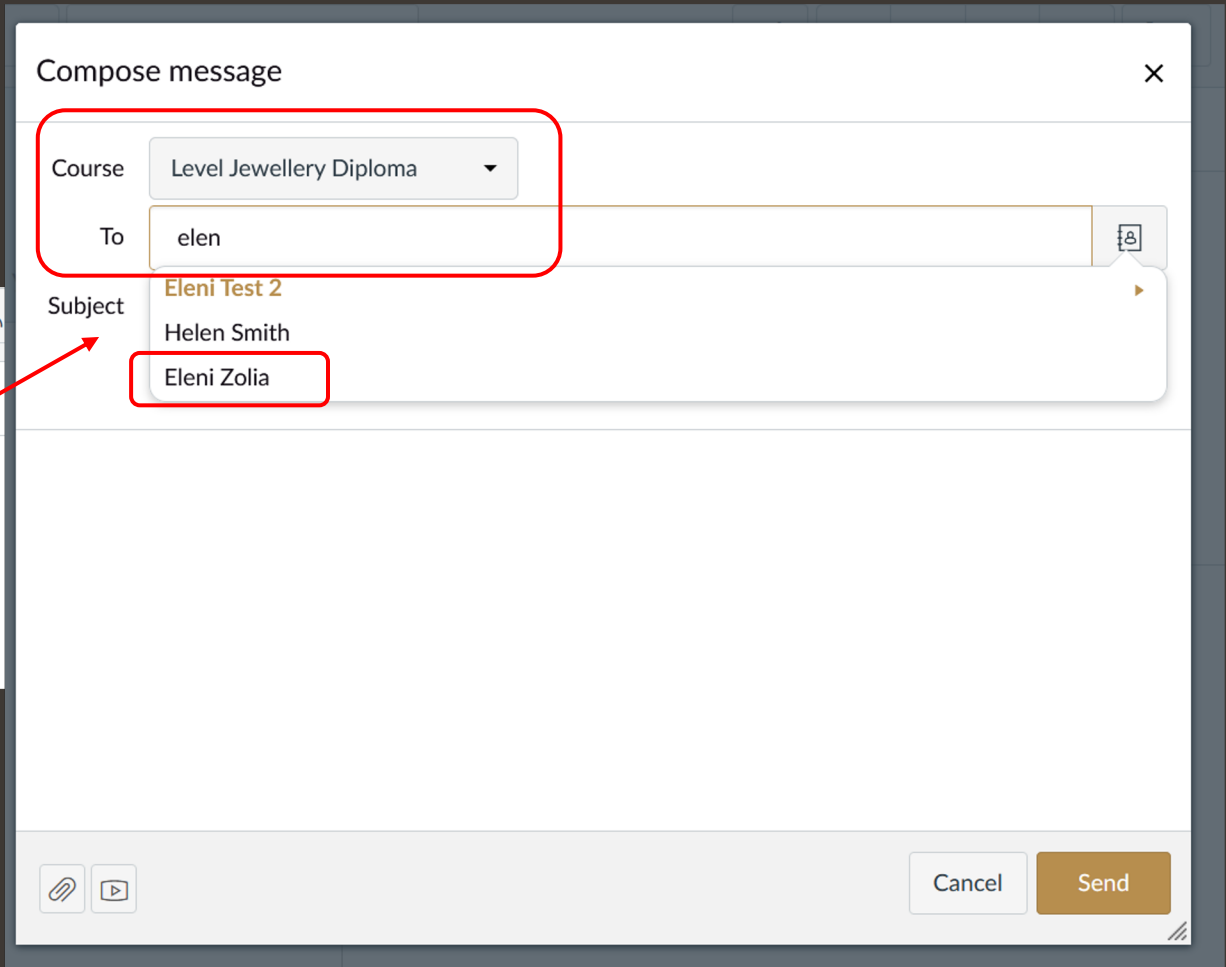 Compose message
Course Level Jewellery Diploma
To elen
Eleni Test 2
Subject
Helen Smith
Eleni Zolia
Cancel Send